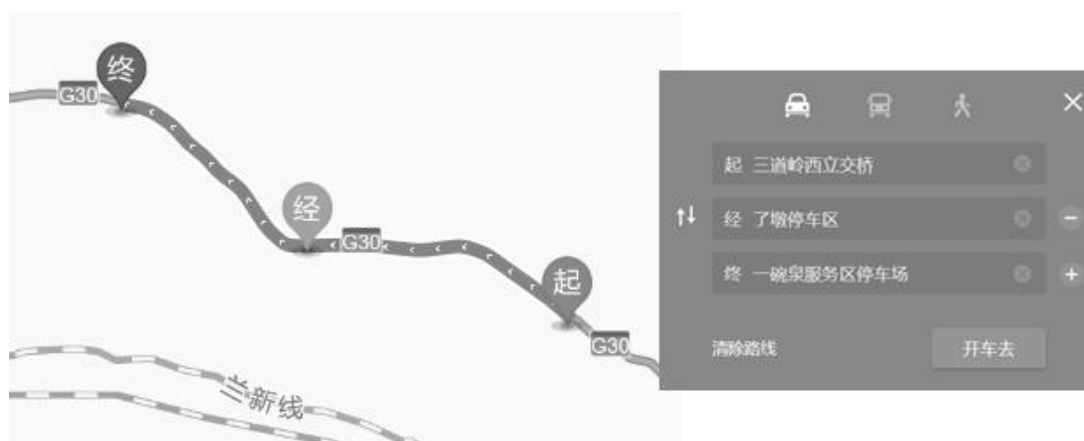 终
G30
经
G30
起
G30
兰新线
起 三道岭西立交桥
经 了墩停车区
终 一碗泉服务区停车场
清除路线
开车去